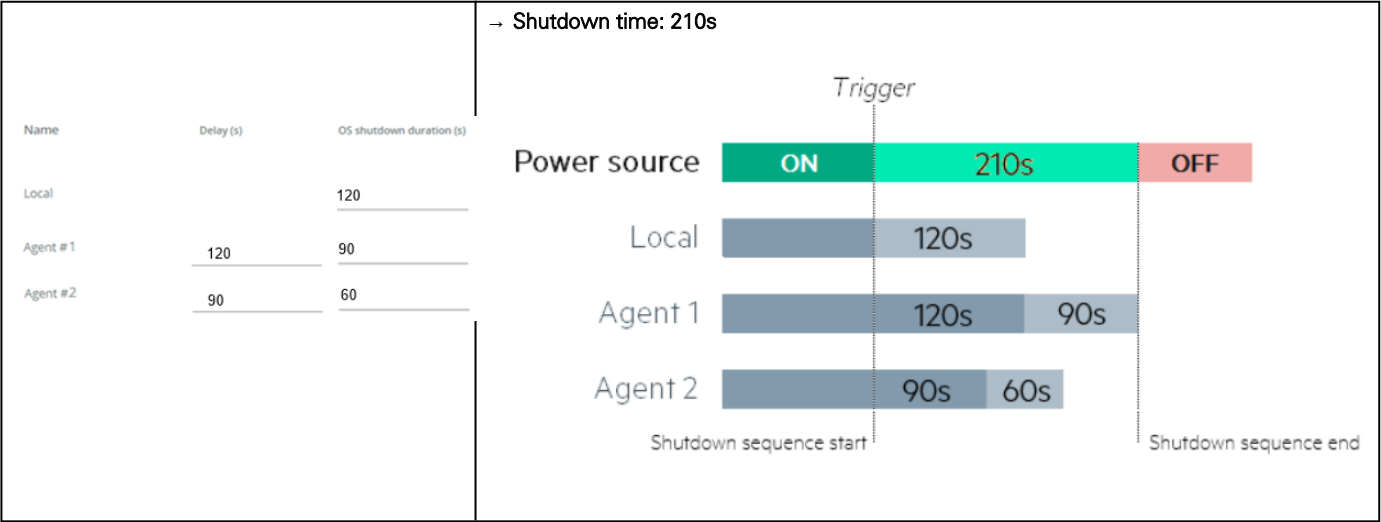 Name Delay (s) OS shutdown duration (s)
Local 120
Agent #1 120 90
Agent #2 90 60
→ Shutdown time: 210s
Trigger
Power source ON 210s OFF
Local 120s
Agent 1 120s 90s
Agent 2 90s 60s
Shutdown sequence start Shutdown sequence end